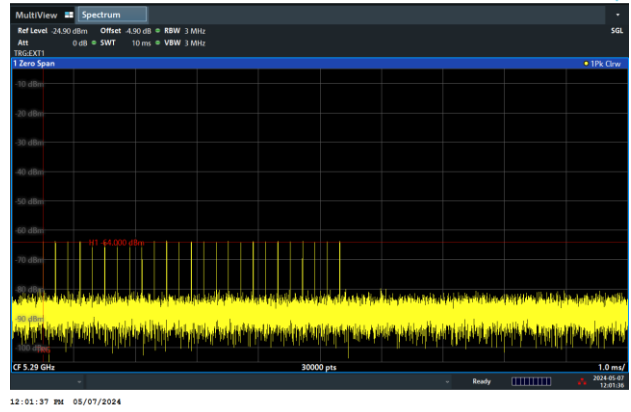 MultiView Spectrum
Ref Level -24.90 dBm Offset -4.90 dB RBW 3 MHz SGL
Att 0 dB SWT 10 ms VBW 3 MHz
TRG:EXT1
1 Zero Span 1Pk Clrw
-10 dBm
-20 dBm
-30 dBm
-40 dBm
-50 dBm
-60 dBm
H1 -64.000 dBm
-70 dBm
-80 dBm
-90 dBm
-100 dBm
CF 5.29 GHz 30000 pts 1.0 ms/
Ready 2024-05-07
12:01:36
12:01:37 PM 05/07/2024